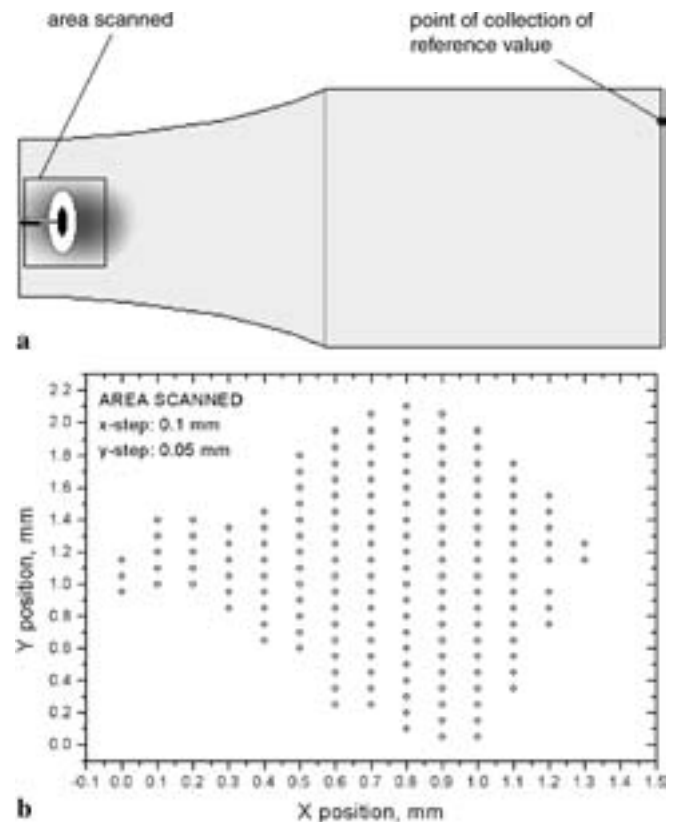 area scanned
point of collection of
reference value
a
AREA SCANNED
x-step: 0.1 mm
y-step: 0.05 mm
Y position, mm
2.2
2.0
1.8
1.6
1.4
1.2
1.0
0.8
0.6
0.4
0.2
0.0
-0.1 0.0 0.1 0.2 0.3 0.4 0.5 0.6 0.7 0.8 0.9 1.0 1.1 1.2 1.3 1.4 1.5
b
X position, mm